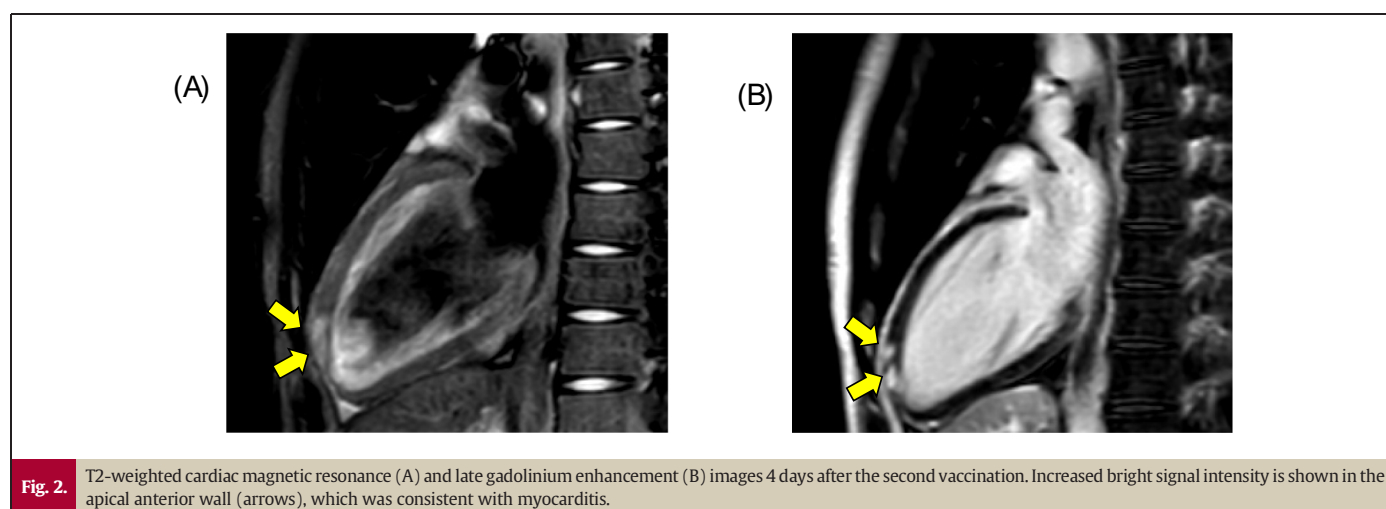 (A)
(B)
Fig. 2.
T2-weighted cardiac magnetic resonance (A) and late gadolinium enhancement (B) images 4 days after the second vaccination. Increased bright signal intensity is shown in the
apical anterior wall (arrows), which was consistent with myocarditis.